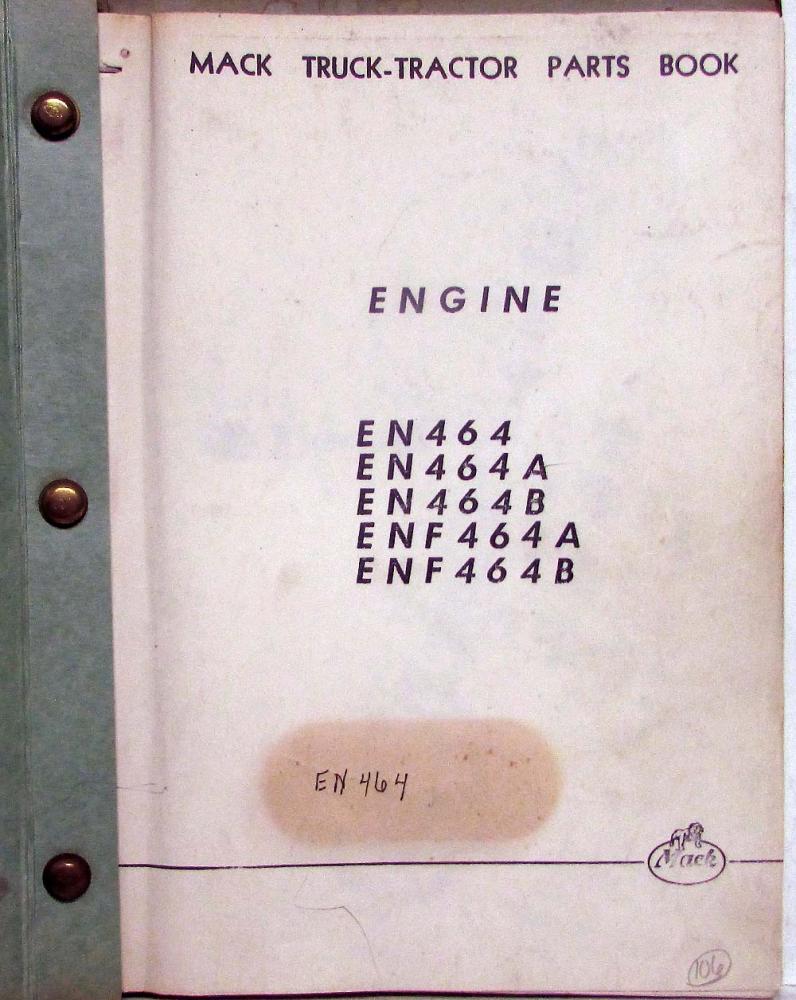 MACK TRUCK-TRACTOR PARTS BOOK
ENGINE
EN464
EN464A
EN464B
ENF464A
ENF464B
EN 464
Mack
106